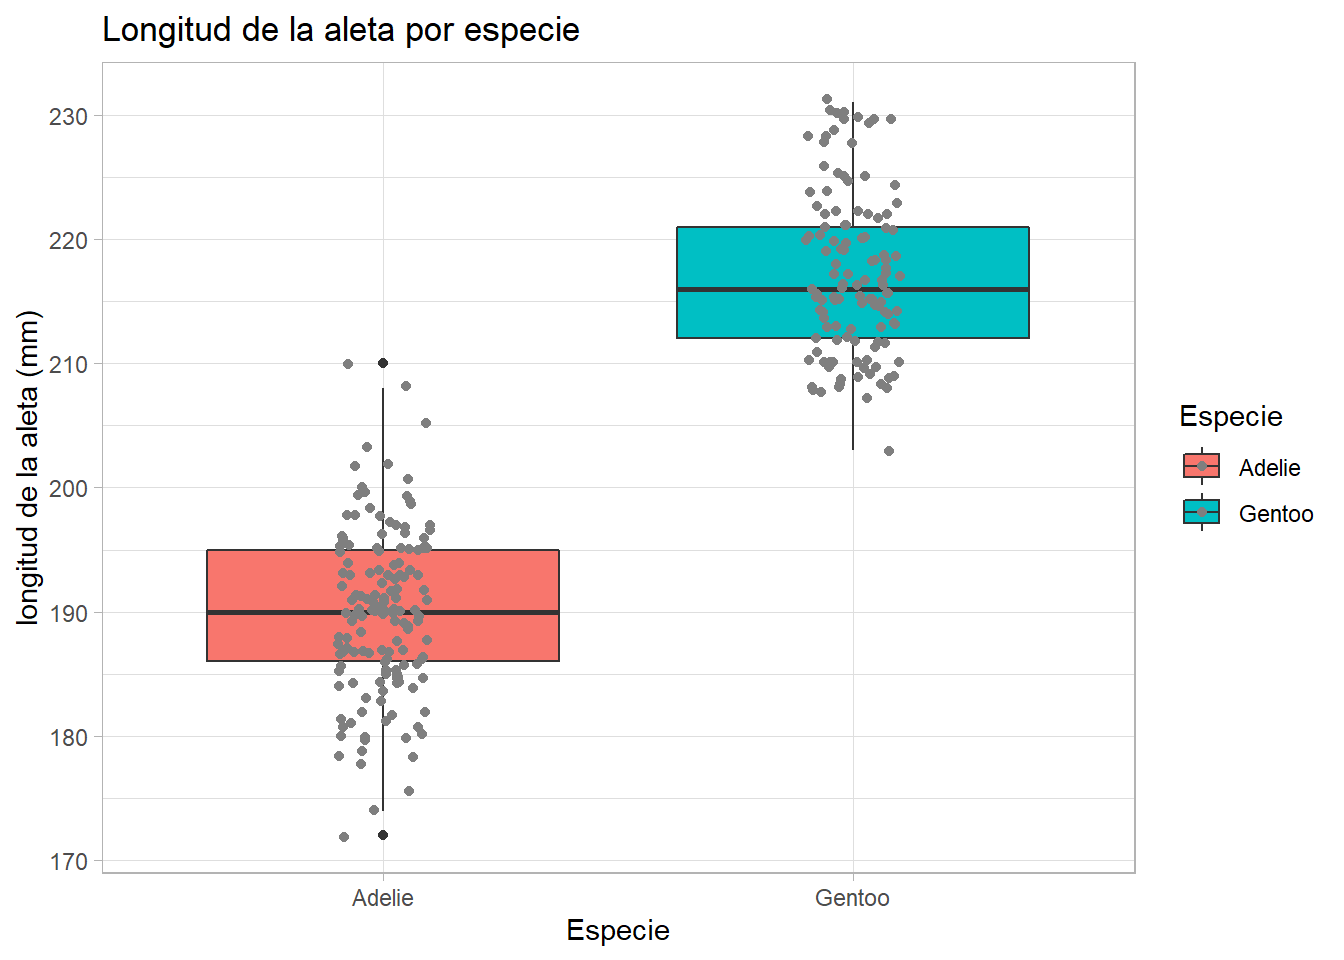 Longitud de la aleta por especie
longitud de la aleta (mm)
230
220
210
200
190
180
170
Adelie
Gentoo
Especie
Especie
Adelie
Gentoo